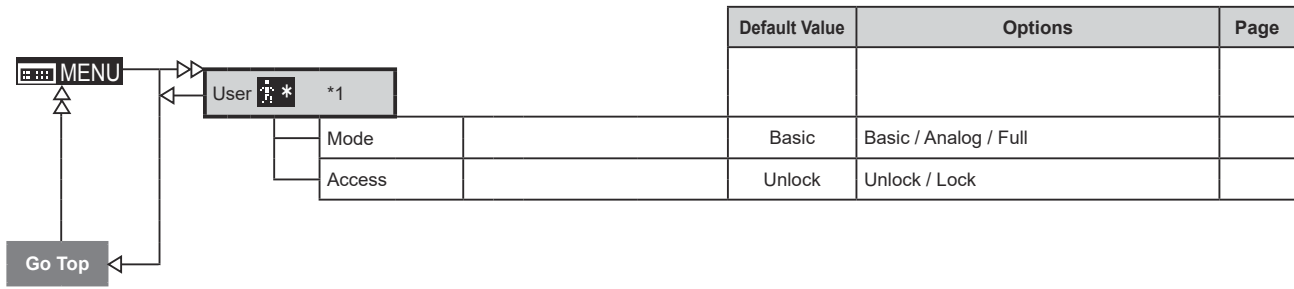 Default Value Options Page
MENU
User * *1
Mode Basic Basic / Analog / Full
Access Unlock Unlock / Lock
Go Top